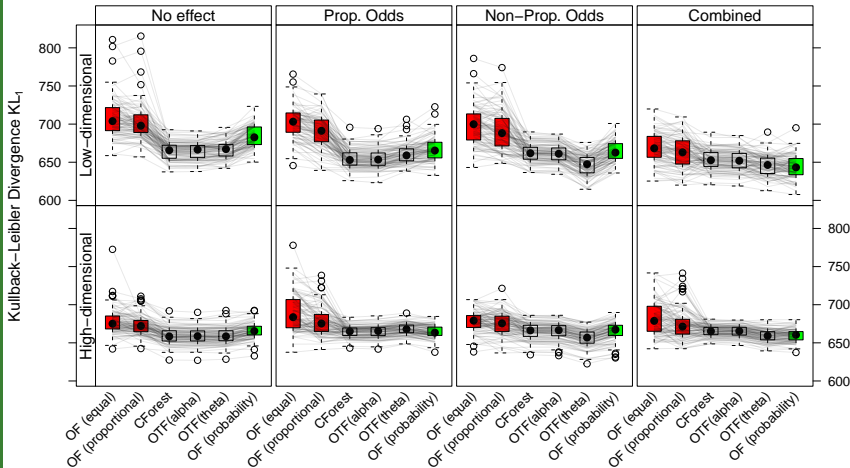 No effect
Prop. Odds
Non−Prop. Odds
Combined
Kullback−Leibler Divergence KL₁
Low−dimensional
800
750
700
650
600
High−dimensional
800
750
700
650
600
OF (equal)
OF (proportional)
CForest
OTF(alpha)
OTF(theta)
OF (probability)
OF (equal)
OF (proportional)
CForest
OTF(alpha)
OTF(theta)
OF (probability)
OF (equal)
OF (proportional)
CForest
OTF(alpha)
OTF(theta)
OF (probability)
OF (equal)
OF (proportional)
CForest
OTF(alpha)
OTF(theta)
OF (probability)